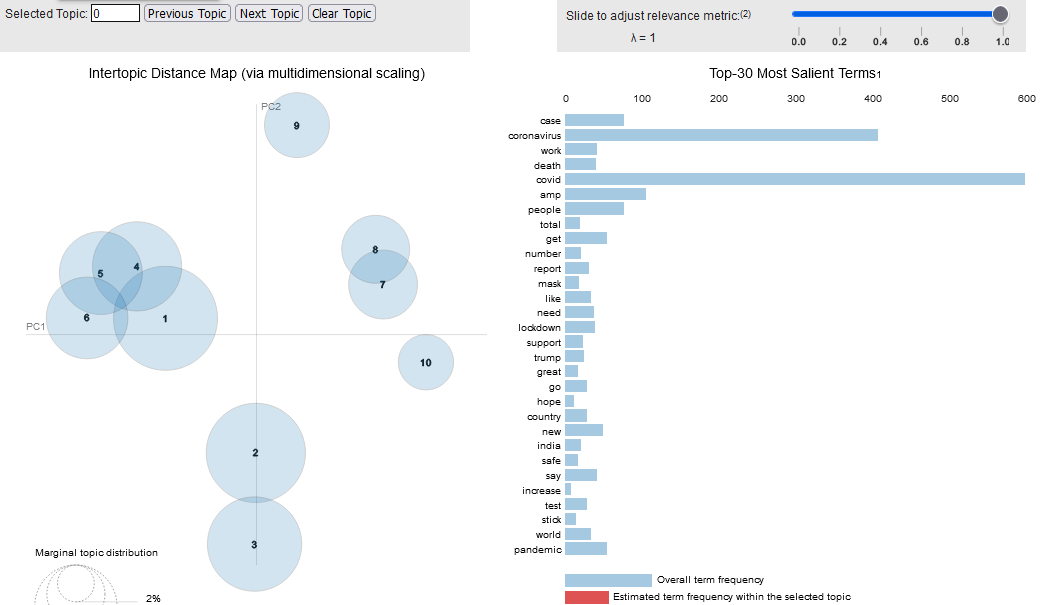 Selected Topic: 0 Previous Topic Next Topic Clear Topic
Slide to adjust relevance metric:(2)
λ = 1
0.0 0.2 0.4 0.6 0.8 1.0
Intertopic Distance Map (via multidimensional scaling)
PC2
PC1
9
8
7
5
4
6
1
10
2
3
Marginal topic distribution
2%
Top-30 Most Salient Terms1
0 100 200 300 400 500 600
case
coronavirus
work
death
covid
amp
people
total
get
number
report
mask
like
need
lockdown
support
trump
great
go
hope
country
new
india
safe
say
increase
test
stick
world
pandemic
Overall term frequency
Estimated term frequency within the selected topic